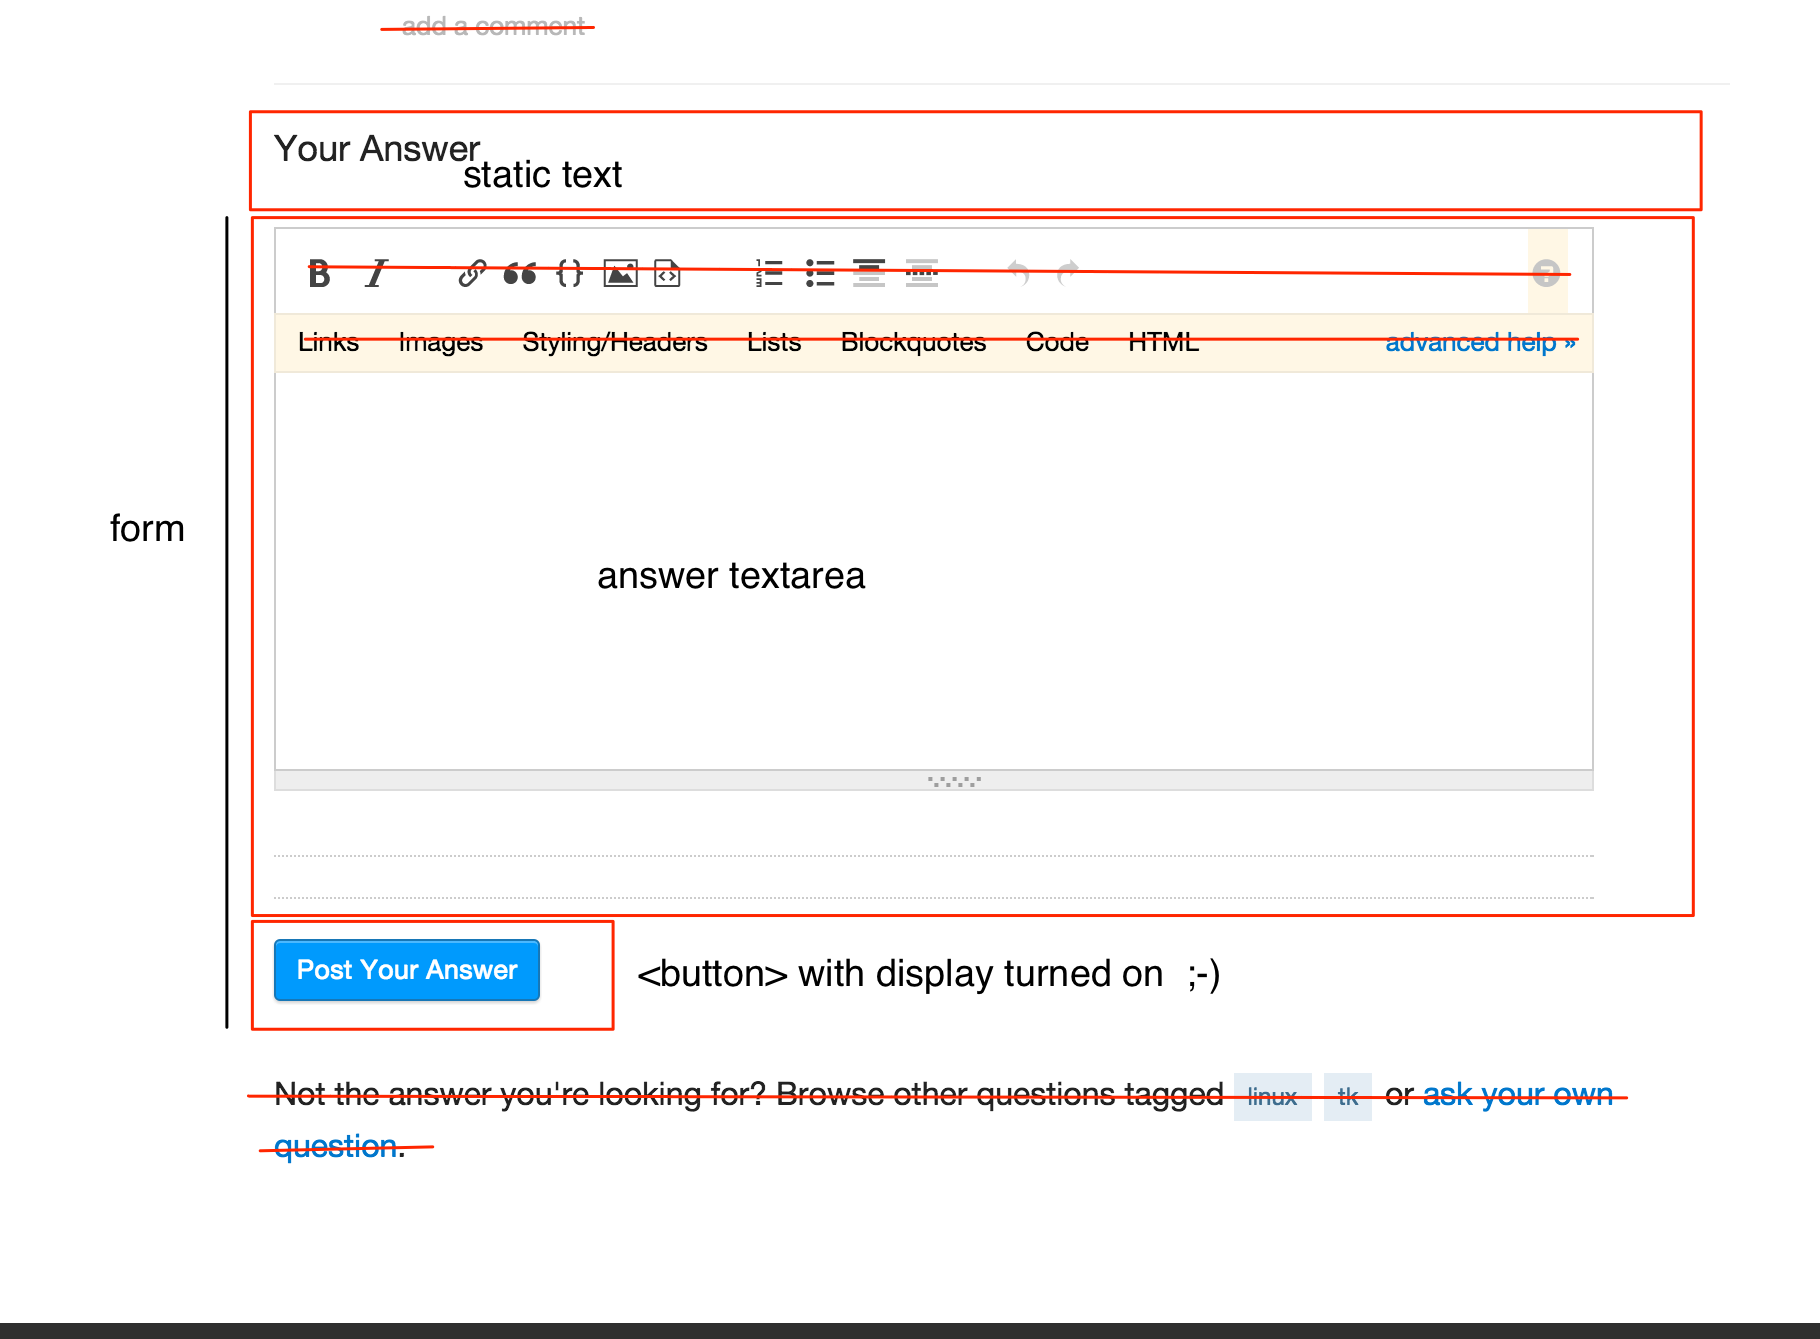 add a comment
Your Answer
static text
Links Images Styling/Headers Lists Blockquotes Code HTML advanced help »
form
answer textarea
Post Your Answer
<button> with display turned on ;-)
Not the answer you're looking for? Browse other questions tagged linux tk or ask your own
question.